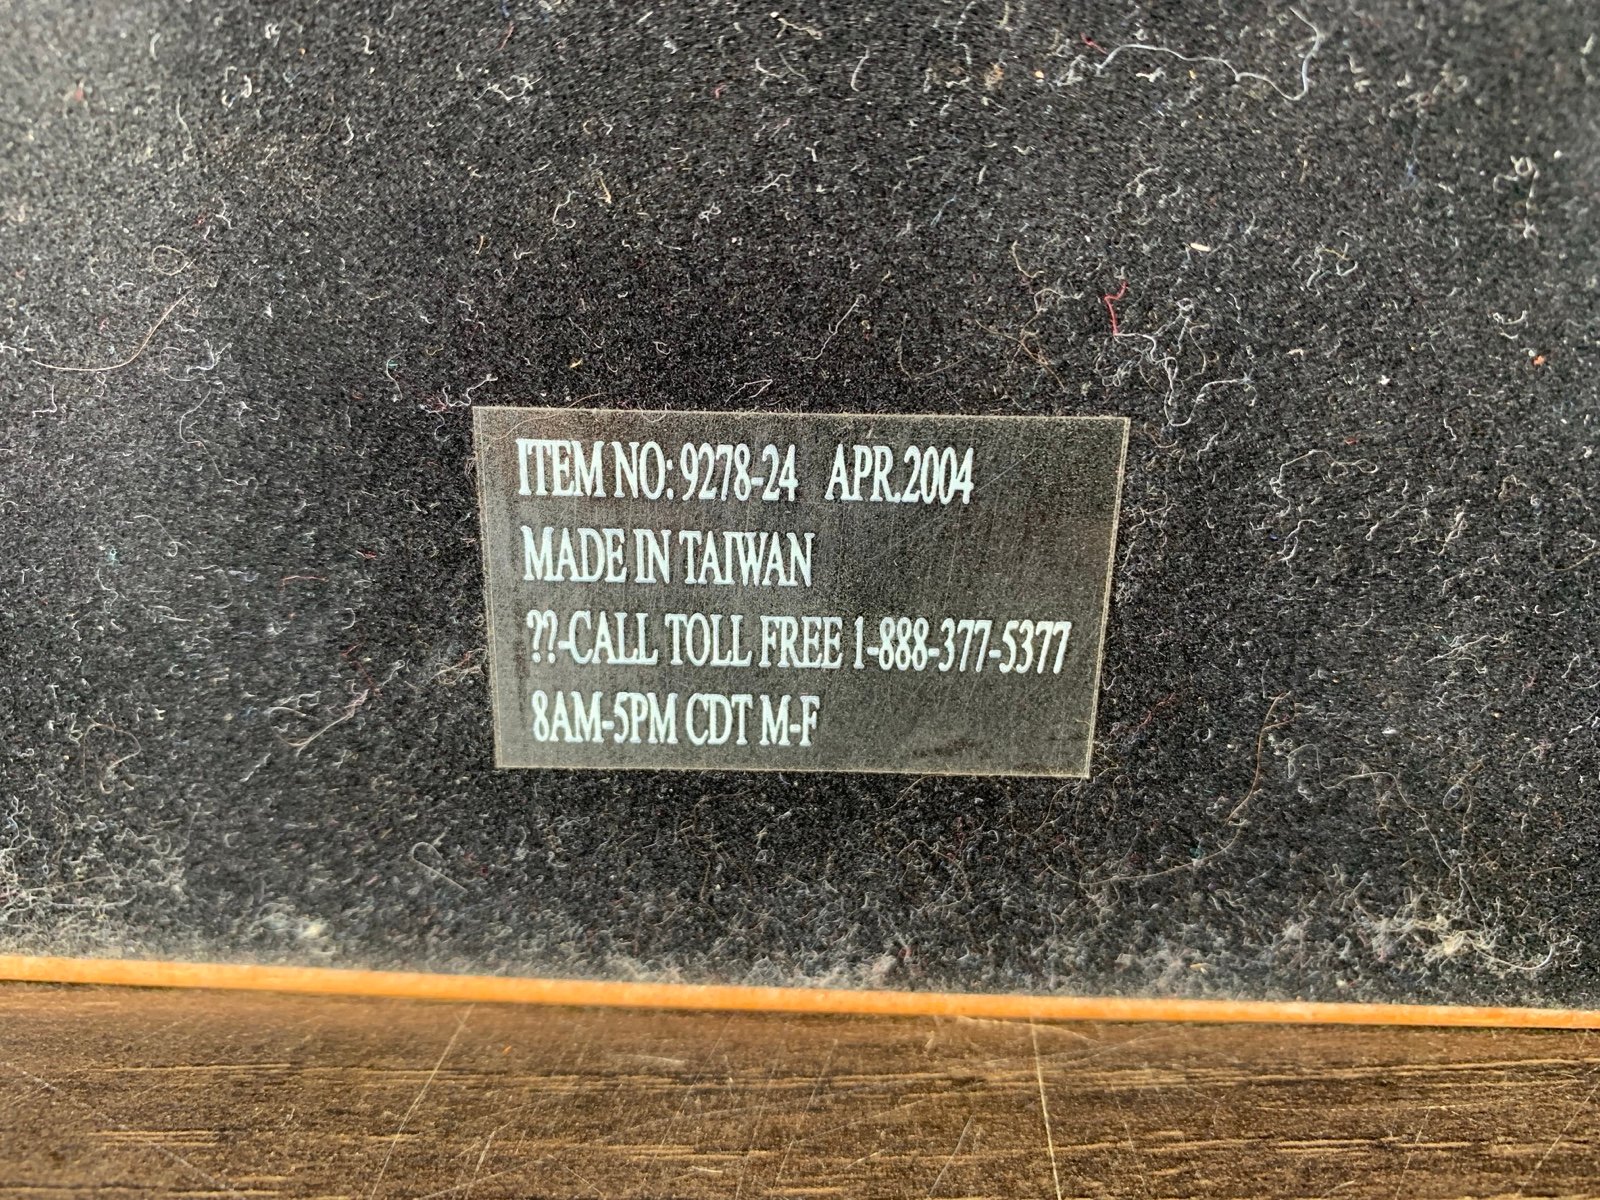 ITEM NO: 9278-24 APR.2004
MADE IN TAIWAN
??-CALL TOLL FREE 1-888-377-5377
8AM-5PM CDT M-F